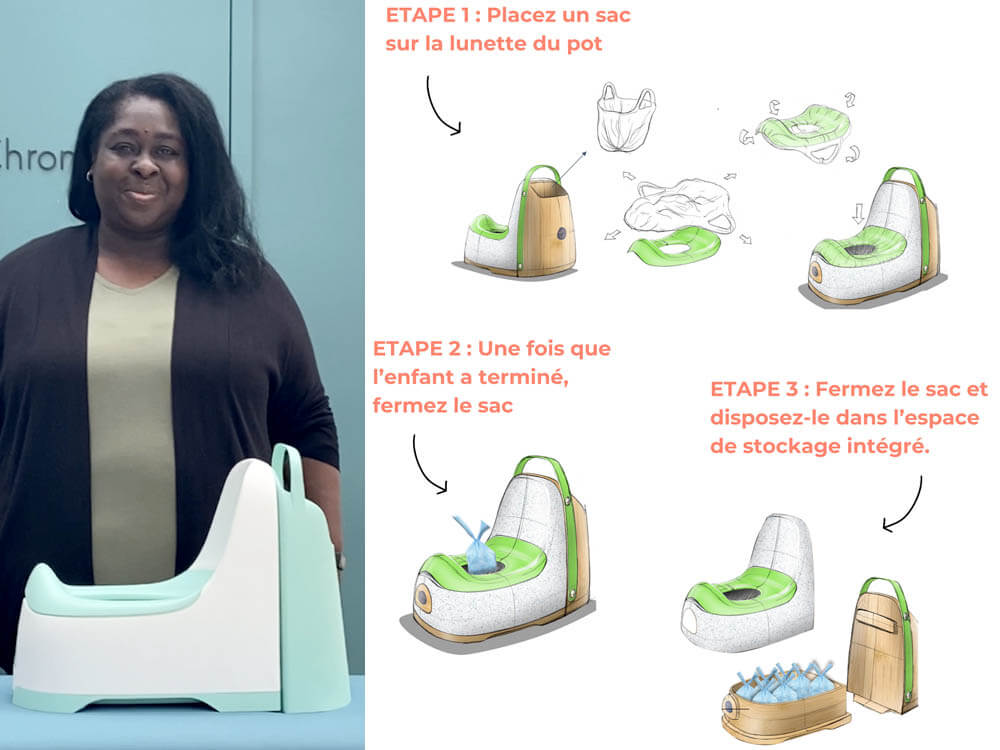 ETAPE 1 : Placez un sac
sur la lunette du pot
Chrom
ETAPE 2 : Une fois que
l’enfant a terminé,
fermez le sac
ETAPE 3 : Fermez le sac et
disposez-le dans l’espace
de stockage intégré.